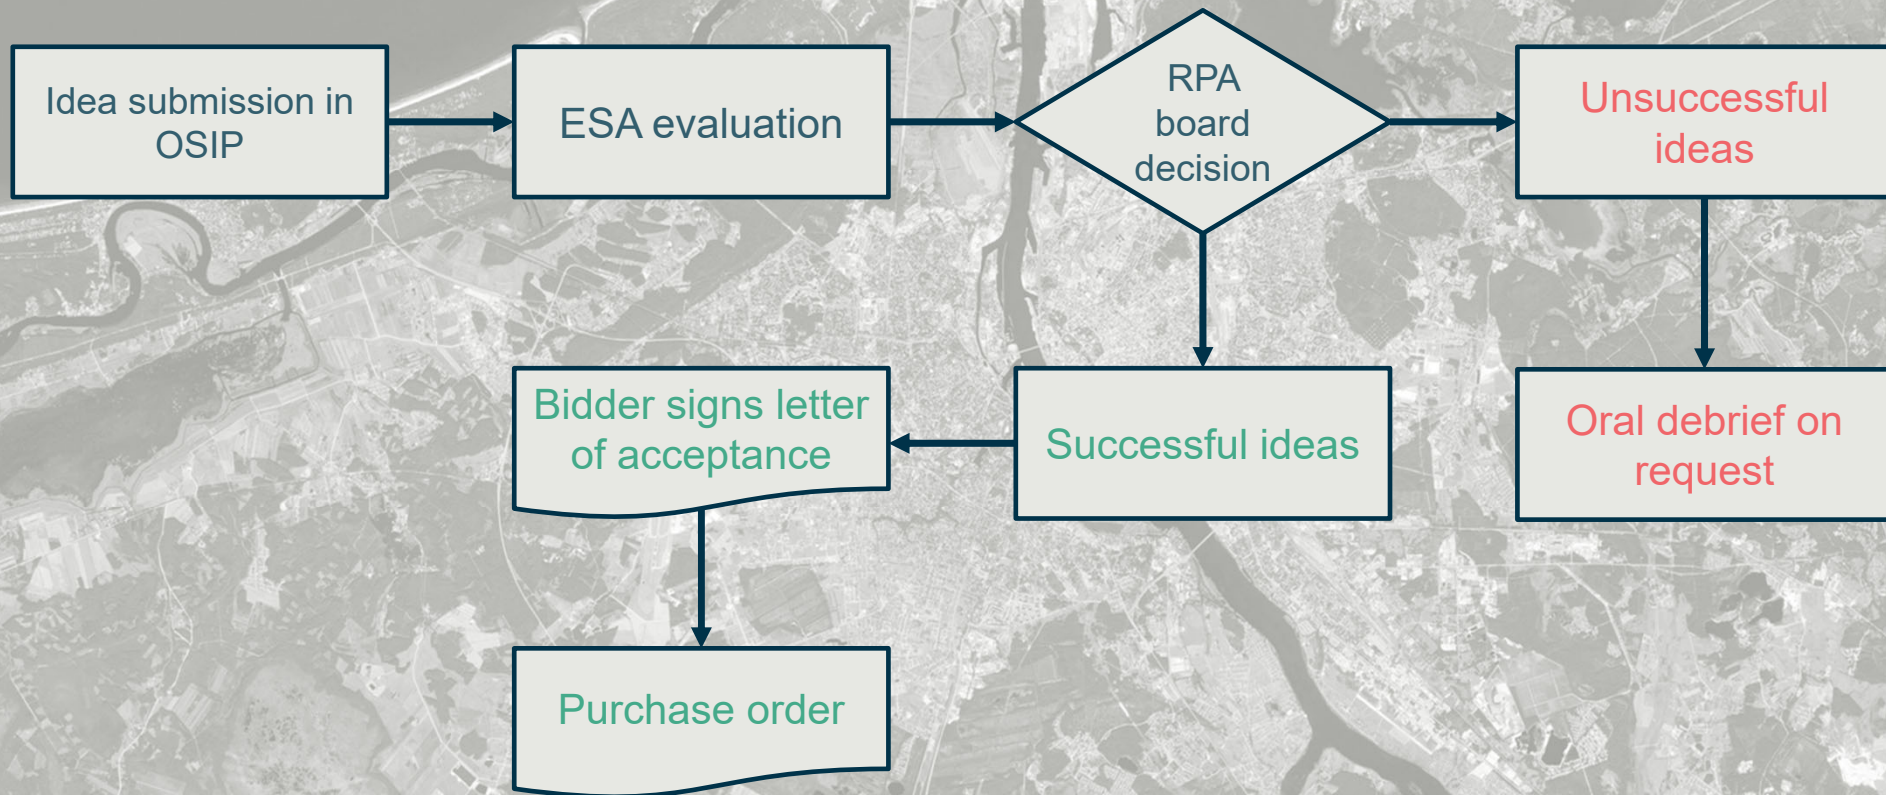 Idea submission in
OSIP
ESA evaluation
RPA
board
decision
Unsuccessful
ideas
Bidder signs letter
of acceptance
Successful ideas
Oral debrief on
request
Purchase order